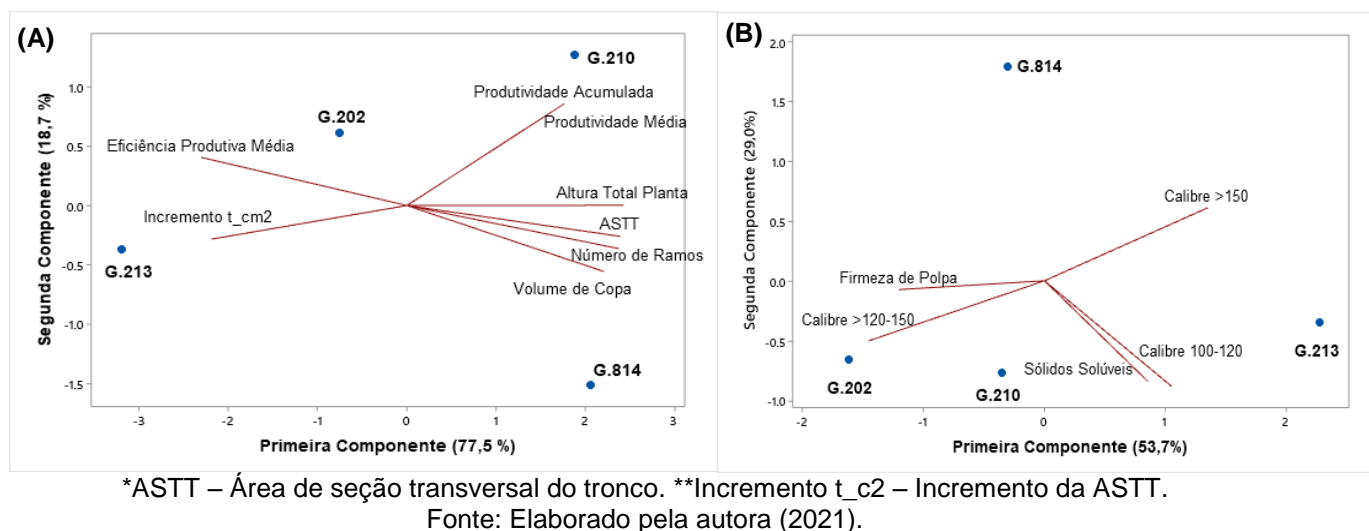 (A)
G.210
Produtividade Acumulada
Produtividade Média
G.202
Eficiência Produtiva Média
Altura Total Planta
Incremento t_cm2
ASTT
Número de Ramos
G.213
Volume de Copa
G.814
Segunda Componente (18,7 %)
1.0
0.5
0.0
-0.5
-1.0
-1.5
-3
-2
-1
0
1
2
3
Primeira Componente (77,5 %)
(B)
G.814
Calibre >150
Firmeza de Polpa
Calibre >120-150
Calibre 100-120
G.213
Sólidos Solúveis
G.202
G.210
Segunda Componente (29,0%)
2.0
1.5
1.0
0.5
0.0
-0.5
-1.0
-2
-1
0
1
2
Primeira Componente (53,7%)
*ASTT – Área de seção transversal do tronco. **Incremento t_c2 – Incremento da ASTT.
Fonte: Elaborado pela autora (2021).